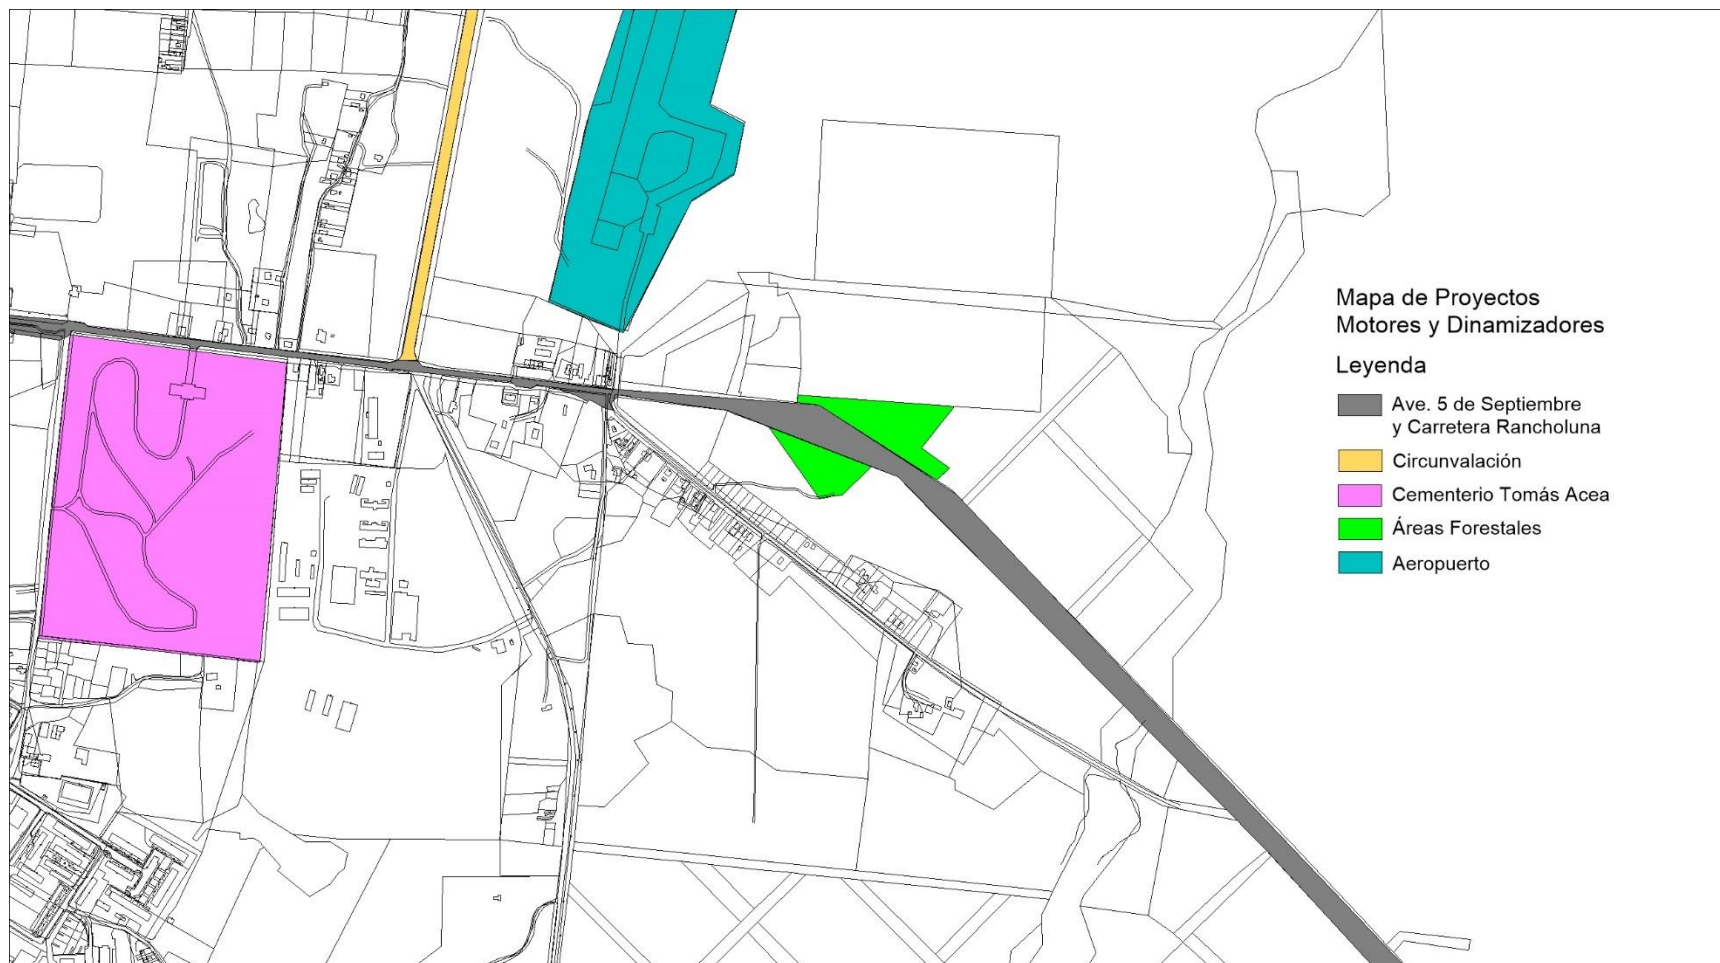 Mapa de Proyectos
Motores y Dinamizadores
Leyenda
Ave. 5 de Septiembre
y Carretera Rancholuna
Circunvalación
Cementerio Tomás Acea
Áreas Forestales
Aeropuerto